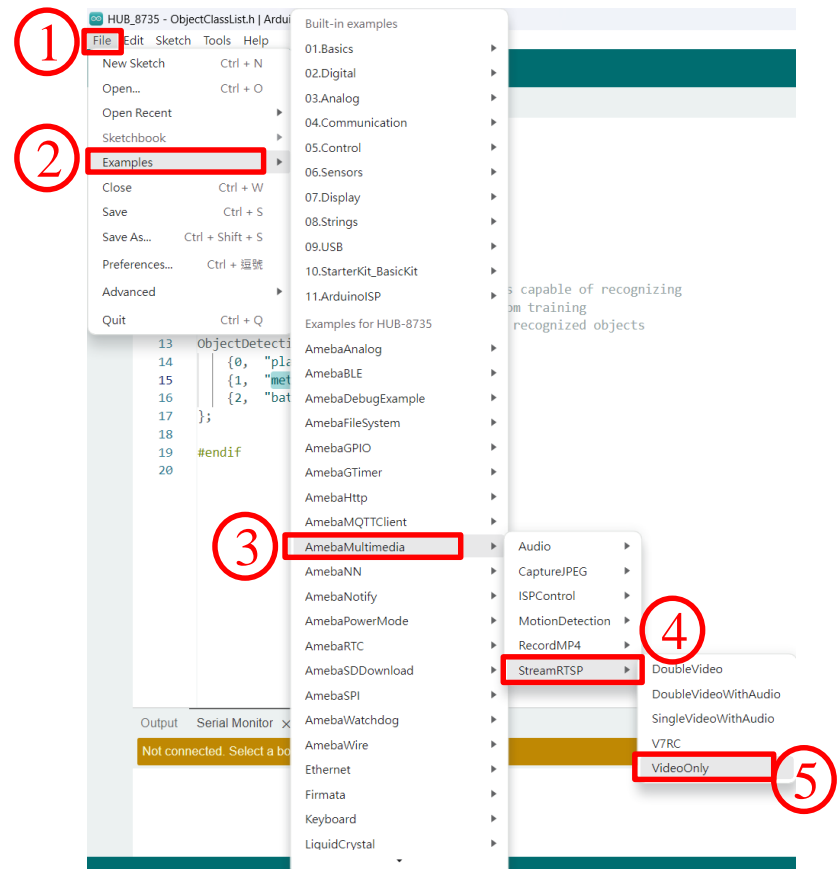 HUB_8735 - ObjectClassList.h | Ardui
File Edit Sketch Tools Help
1
New Sketch Ctrl + N
Open... Ctrl + O
Open Recent
Sketchbook
2
Examples
Close Ctrl + W
Save Ctrl + S
Save As... Ctrl + Shift + S
Preferences... Ctrl + 逗號
Advanced
Quit Ctrl + Q
Built-in examples
01.Basics
02.Digital
03.Analog
04.Communication
05.Control
06.Sensors
07.Display
08.Strings
09.USB
10.StarterKit_BasicKit
11.ArduinoISP
Examples for HUB-8735
AmebaAnalog
AmebaBLE
AmebaDebugExample
AmebaFileSystem
AmebaGPIO
AmebaGTimer
AmebaHttp
AmebaMQTTClient
3
AmebaMultimedia
AmebaNN
AmebaNotify
AmebaPowerMode
AmebaRTC
AmebaSDDownload
AmebaSPI
AmebaWatchdog
AmebaWire
Ethernet
Firmata
Keyboard
LiquidCrystal
Audio
CaptureJPEG
ISPControl
MotionDetection
RecordMP4
4
StreamRTSP
DoubleVideo
DoubleVideoWithAudio
SingleVideoWithAudio
V7RC
VideoOnly
5
s capable of recognizing
om training
recognized objects
13 ObjectDetecti
14 {0, "pla
15 {1, "met
16 {2, "bat
17 };
18
19 #endif
20
Output Serial Monitor ×
Not connected. Select a bo